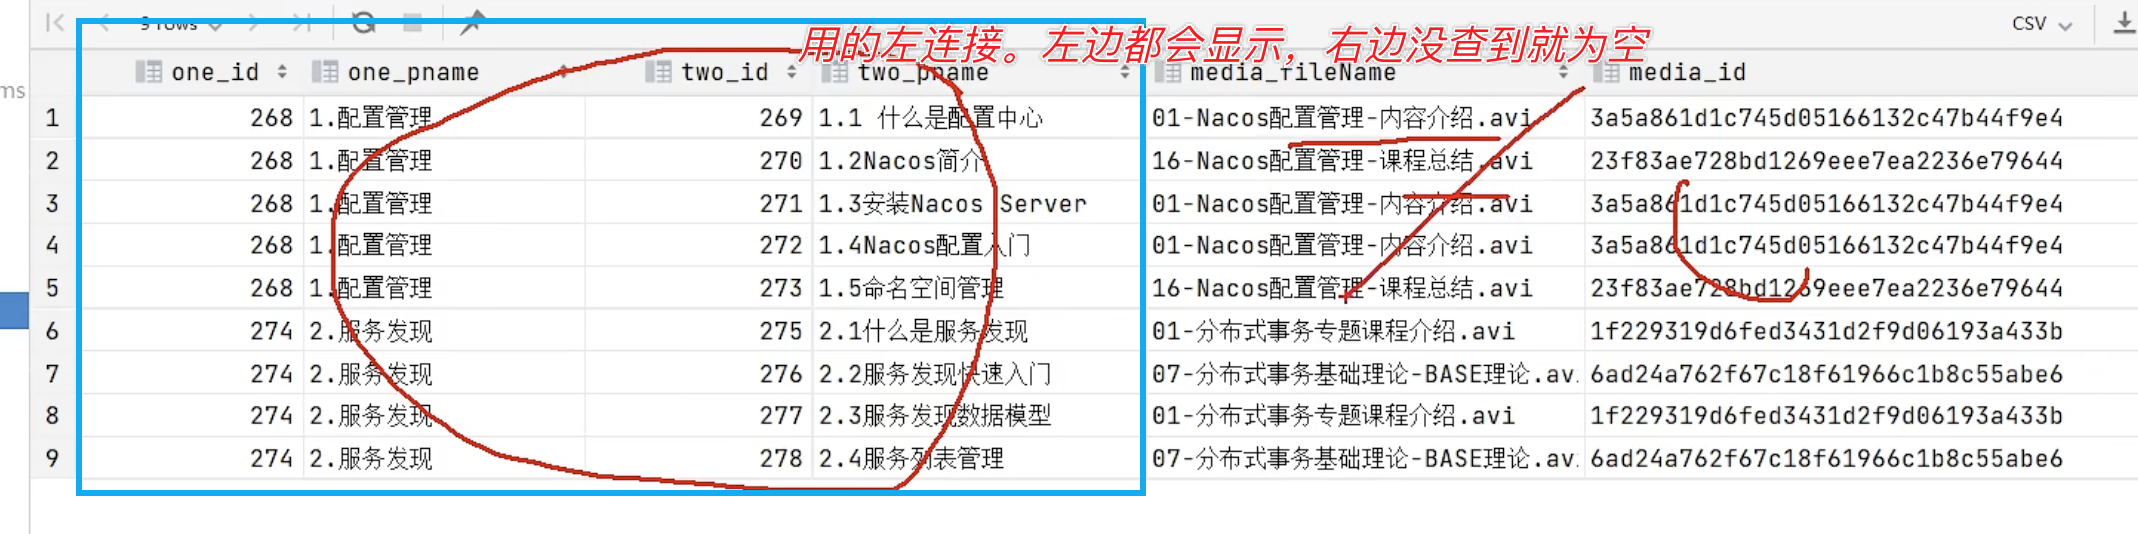 9 rows CSV
用的左连接。左边都会显示，右边没查到就为空
ms one_id one_pname two_id two_pname media_fileName media_id
1 268 1.配置管理 269 1.1 什么是配置中心 01-Nacos配置管理-内容介绍.avi 3a5a861d1c745d05166132c47b44f9e4
2 268 1.配置管理 270 1.2Nacos简介 16-Nacos配置管理-课程总结.avi 23f83ae728bd1269eee7ea2236e79644
3 268 1.配置管理 271 1.3安装Nacos Server 01-Nacos配置管理-内容介绍.avi 3a5a861d1c745d05166132c47b44f9e4
4 268 1.配置管理 272 1.4Nacos配置入门 01-Nacos配置管理-内容介绍.avi 3a5a861d1c745d05166132c47b44f9e4
5 268 1.配置管理 273 1.5命名空间管理 16-Nacos配置管理-课程总结.avi 23f83ae728bd1269eee7ea2236e79644
6 274 2.服务发现 275 2.1什么是服务发现 01-分布式事务专题课程介绍.avi 1f229319d6fed3431d2f9d06193a433b
7 274 2.服务发现 276 2.2服务发现快速入门 07-分布式事务基础理论-BASE理论.av 6ad24a762f67c18f61966c1b8c55abe6
8 274 2.服务发现 277 2.3服务发现数据模型 01-分布式事务专题课程介绍.avi 1f229319d6fed3431d2f9d06193a433b
9 274 2.服务发现 278 2.4服务列表管理 07-分布式事务基础理论-BASE理论.av 6ad24a762f67c18f61966c1b8c55abe6